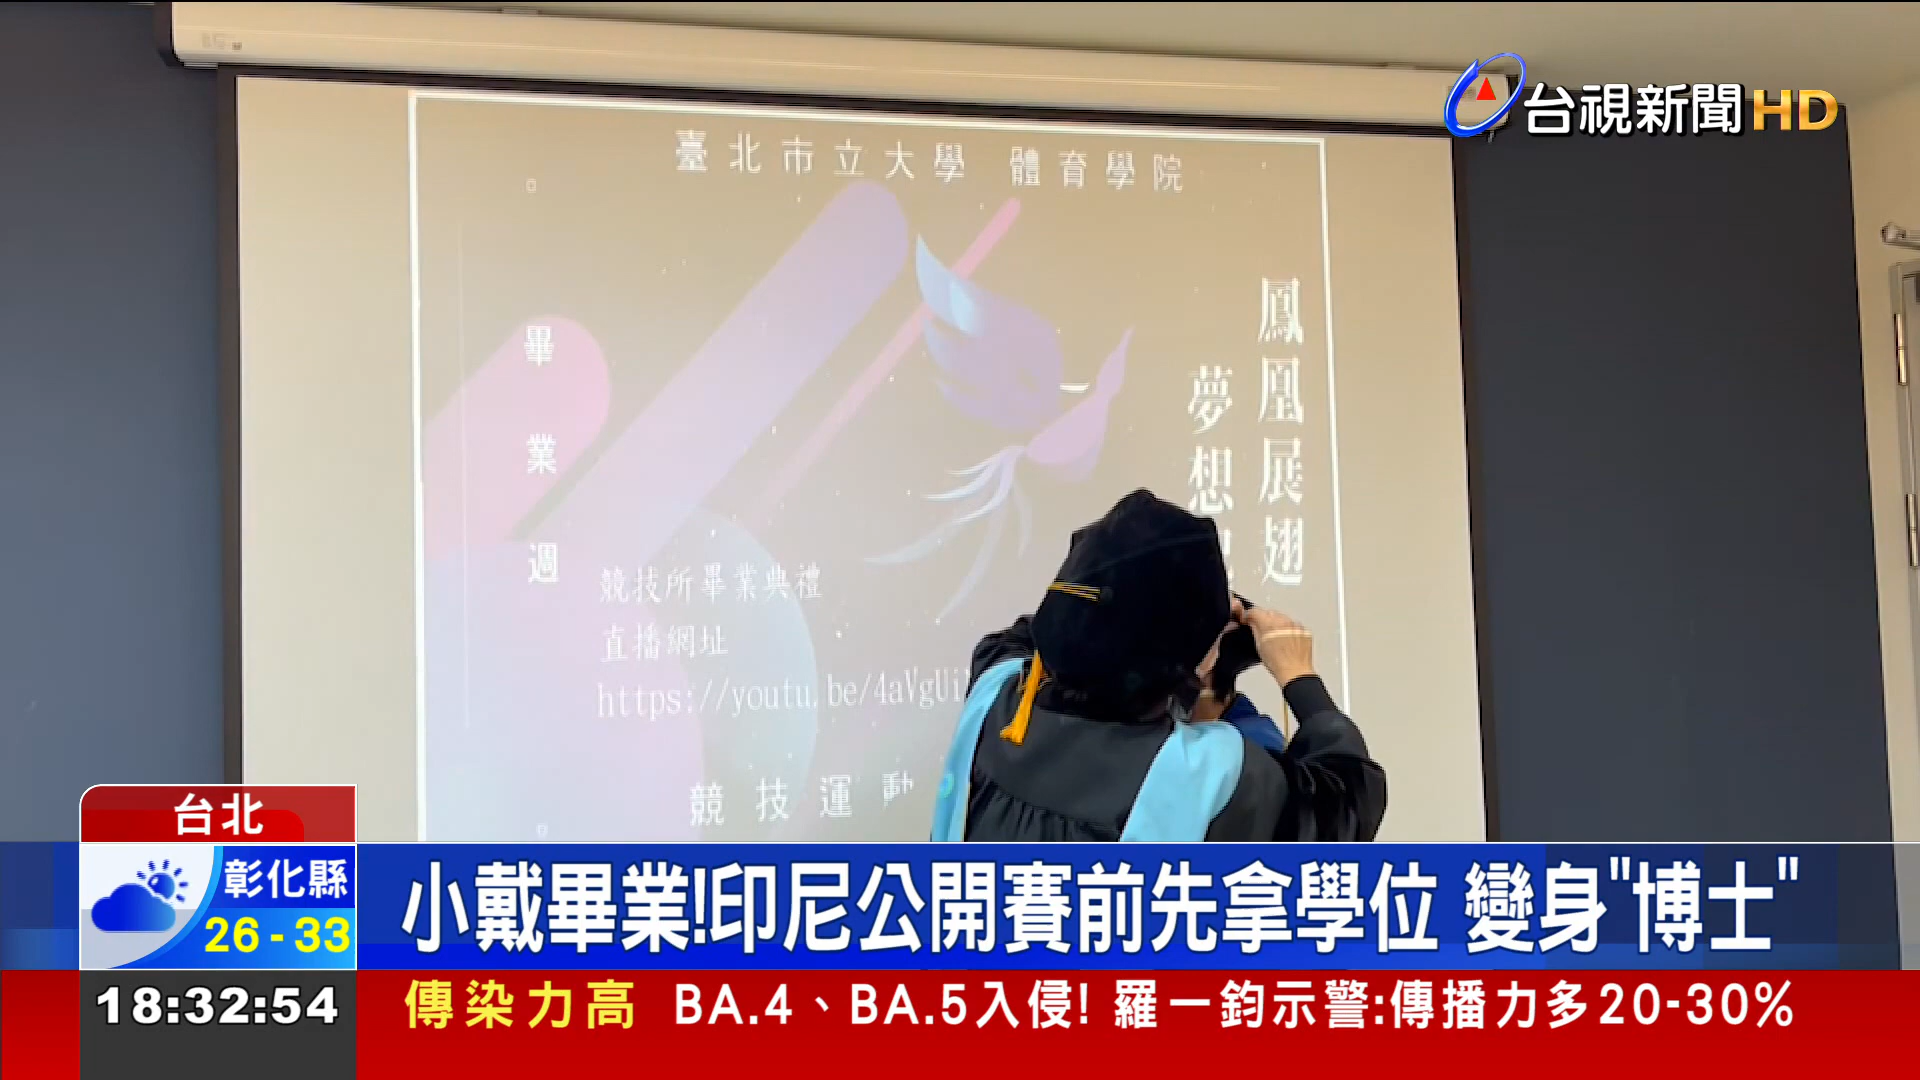 台視新聞HD
臺北市立大學 體育學院
鳳凰展翅
夢想
畢業週
競技所畢業典禮
直播網址
https://youtu.be/4aVgUi
競技運動
台北
彰化縣
26-33
18:32:54
小戴畢業!印尼公開賽前先拿學位 變身"博士"
傳染力高 BA.4、BA.5入侵! 羅一鈞示警:傳播力多20-30%